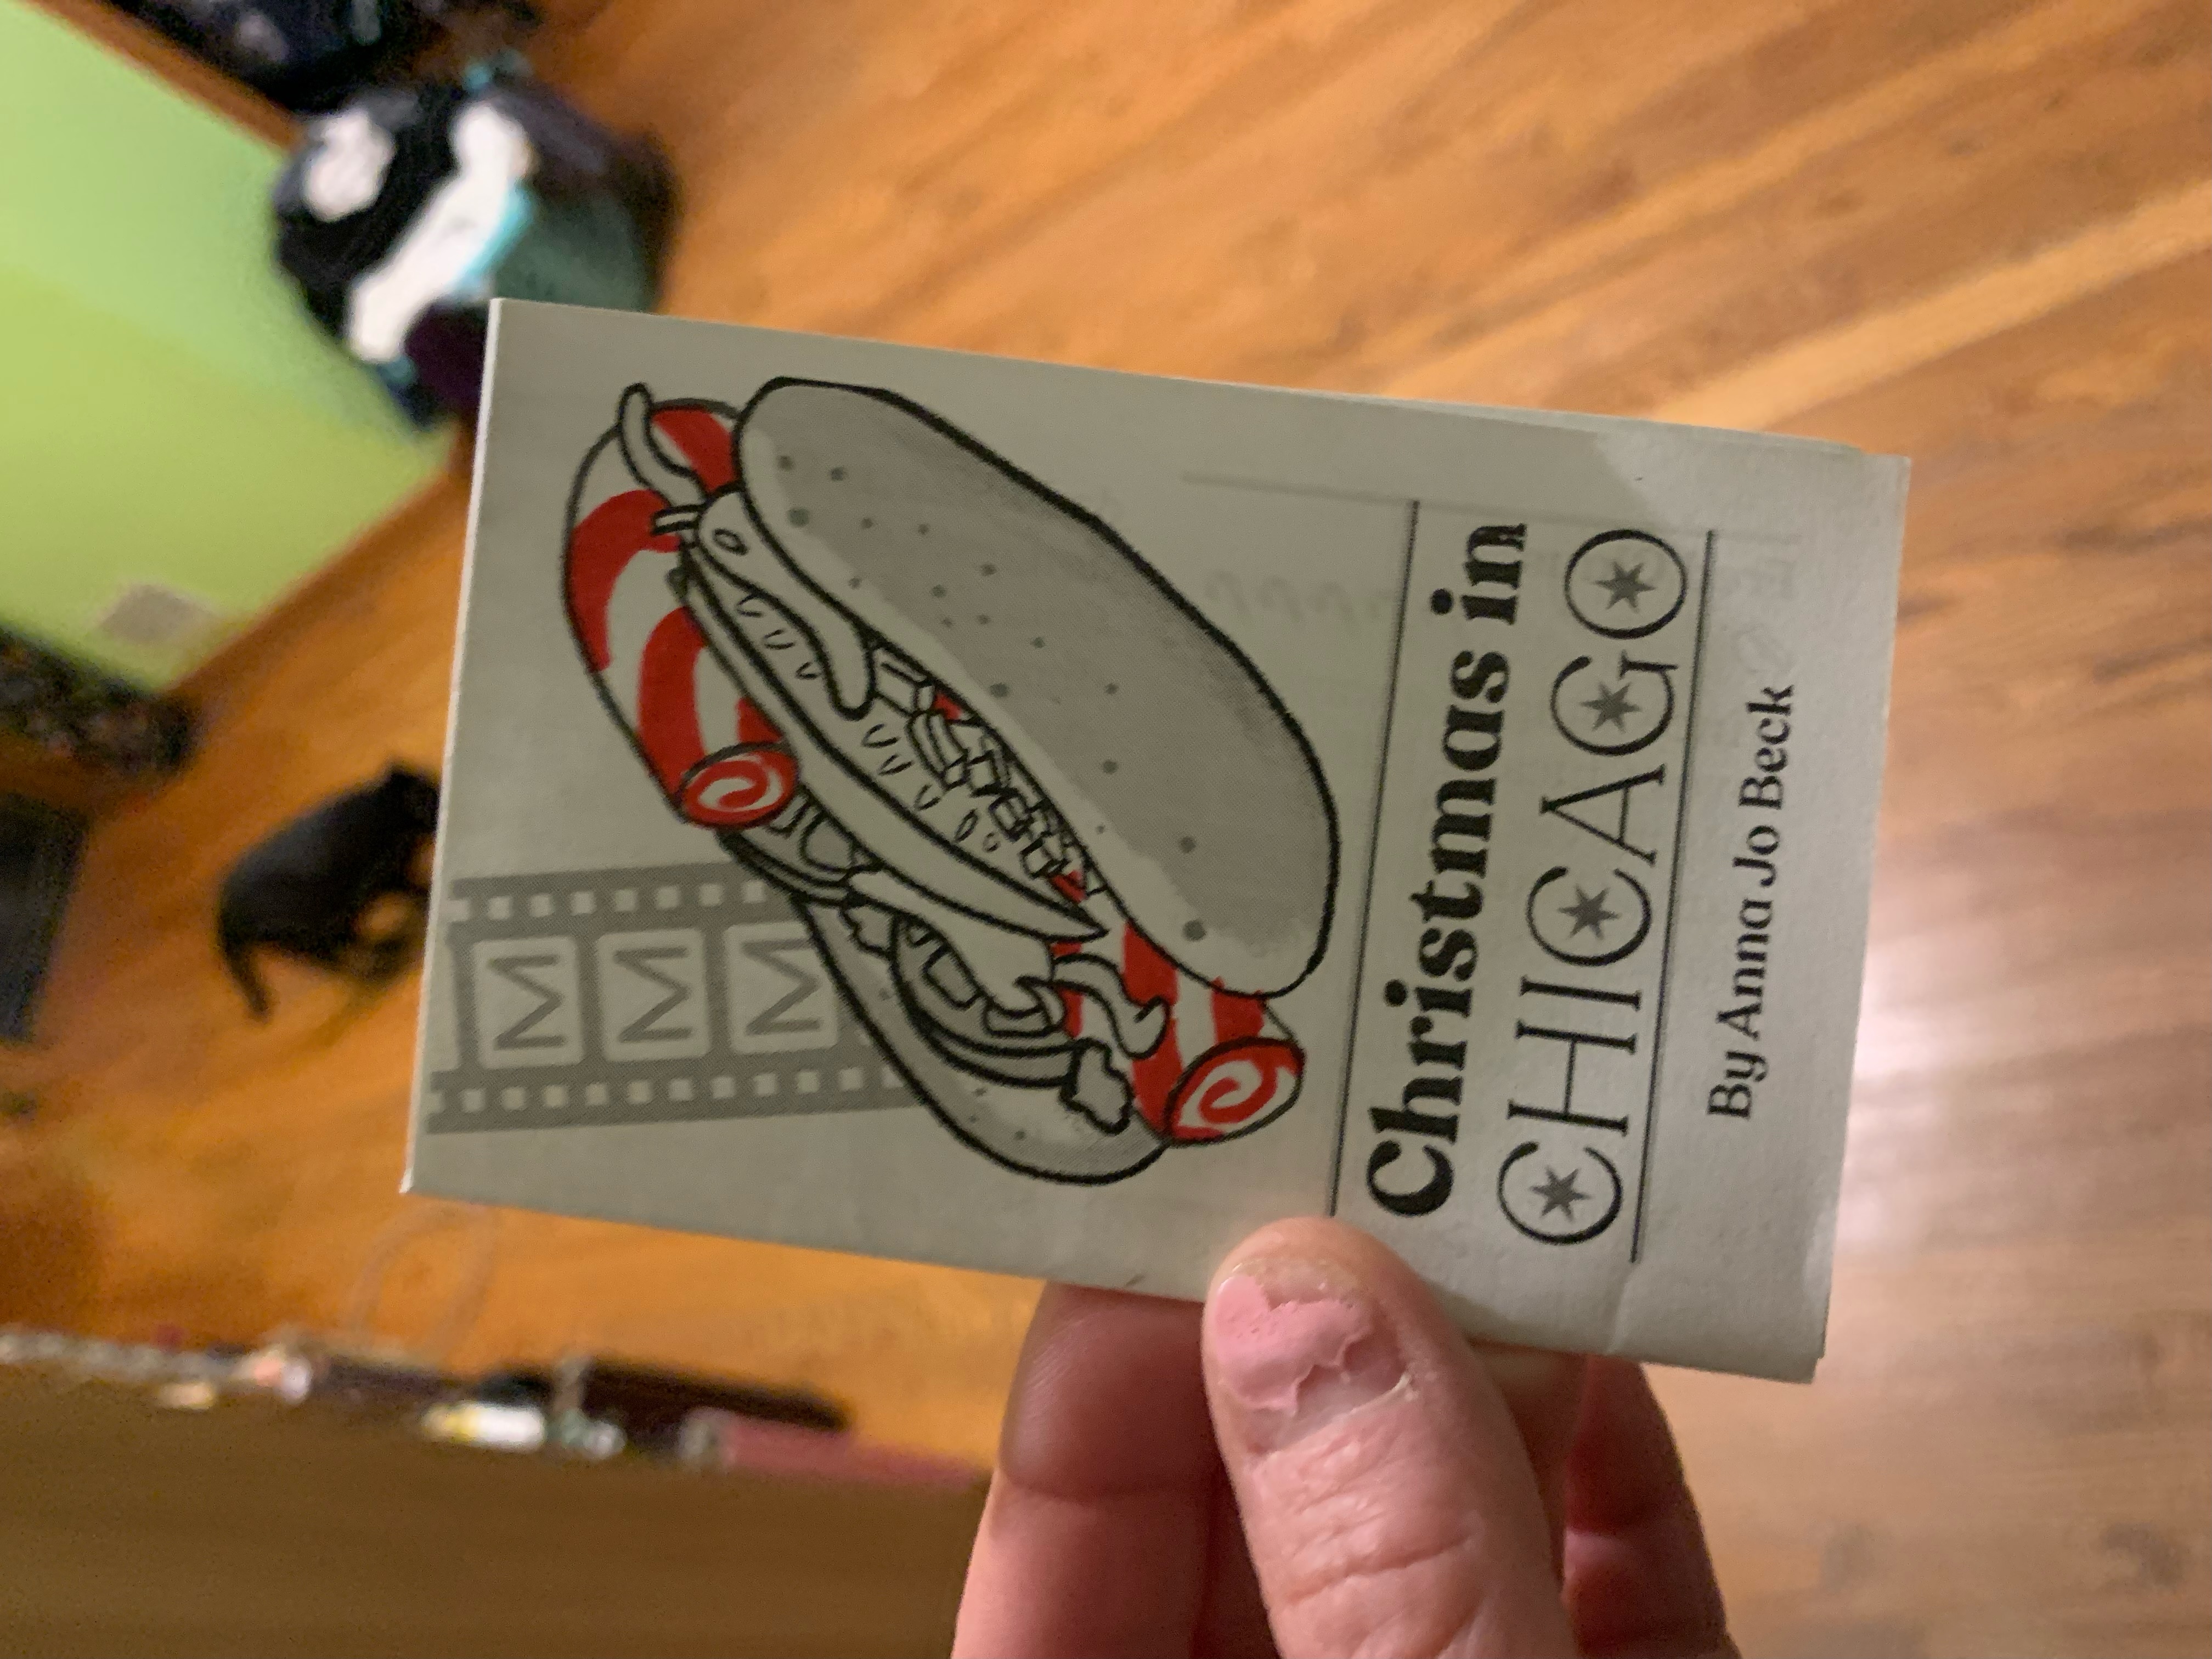 M
M
M
Christmas in
CHICAGO
By Anna Jo Beck